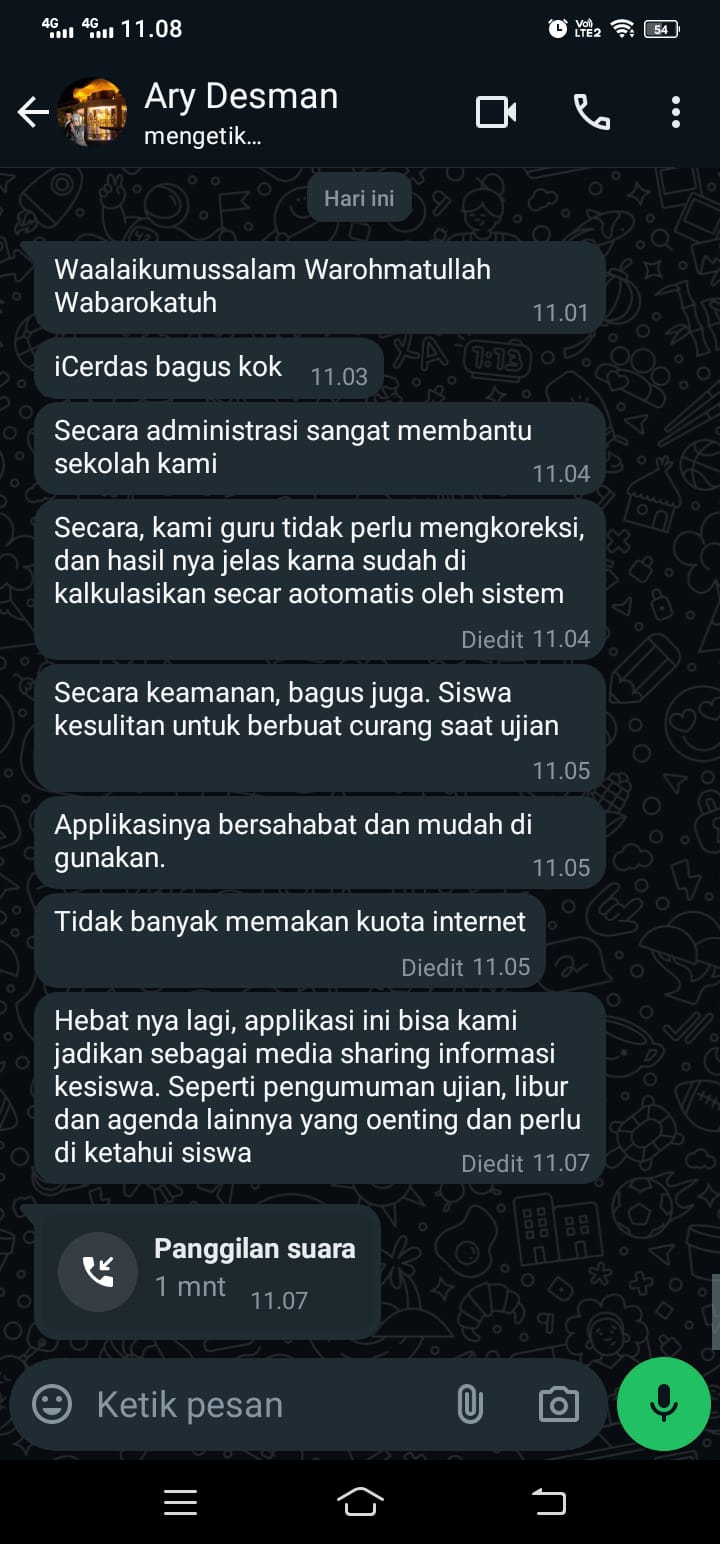 4G 4G 11.08
Vo)) LTE2
54
Ary Desman
mengetik...
Hari ini
Waalaikumussalam Warohmatullah
Wabarokatuh
11.01
iCerdas bagus kok
11.03
Secara administrasi sangat membantu
sekolah kami
11.04
Secara, kami guru tidak perlu mengkoreksi,
dan hasil nya jelas karna sudah di
kalkulasikan secar aotomatis oleh sistem
Diedit 11.04
Secara keamanan, bagus juga. Siswa
kesulitan untuk berbuat curang saat ujian
11.05
Applikasinya bersahabat dan mudah di
gunakan.
11.05
Tidak banyak memakan kuota internet
Diedit 11.05
Hebat nya lagi, applikasi ini bisa kami
jadikan sebagai media sharing informasi
kesiswa. Seperti pengumuman ujian, libur
dan agenda lainnya yang oenting dan perlu
di ketahui siswa
Diedit 11.07
Panggilan suara
1 mnt
11.07
Ketik pesan